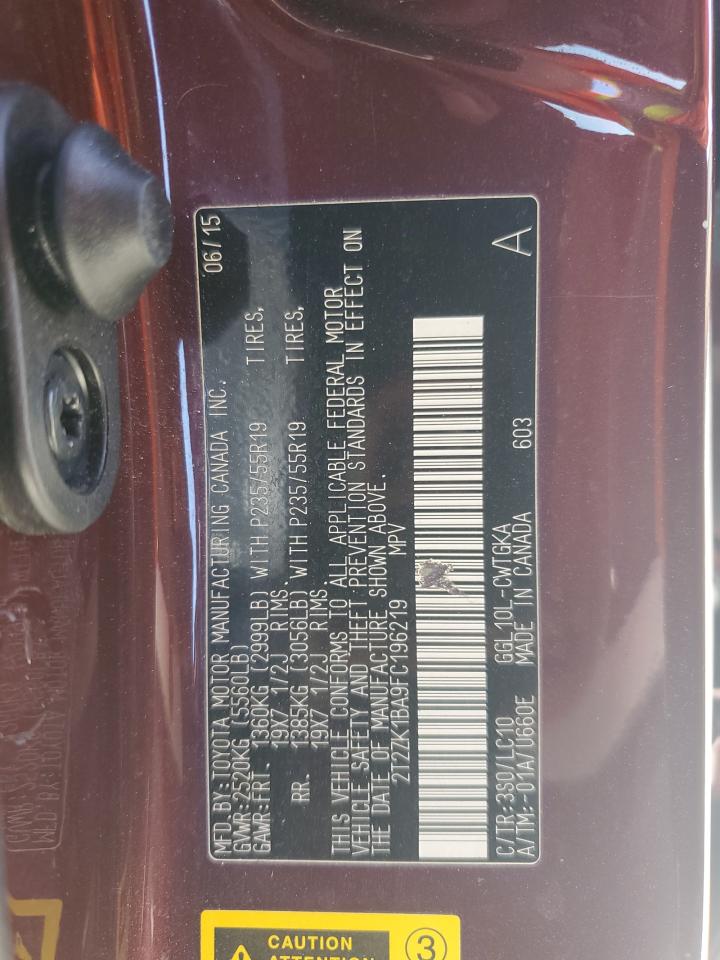 MFD.BY:TOYOTA MOTOR MANUFACTURING CANADA INC. 06/15
GVWR:2520KG (5560LB)
GAWR:FRT. 1360KG (2999LB) WITH P235/55R19 TIRES,
19X7 1/2J RIMS
RR. 1385KG (3056LB) WITH P235/55R19 TIRES,
19X7 1/2J RIMS
THIS VEHICLE CONFORMS TO ALL APPLICABLE FEDERAL MOTOR
VEHICLE SAFETY AND THEFT PREVENTION STANDARDS IN EFFECT ON
THE DATE OF MANUFACTURE SHOWN ABOVE.
2T2ZK1BA9FC196219 MPV
C/TR:3S0/LC10 GGL10L-CWTGKA A
A/TM:-01A/U660E MADE IN CANADA 603
CAUTION
ATTENTION
3